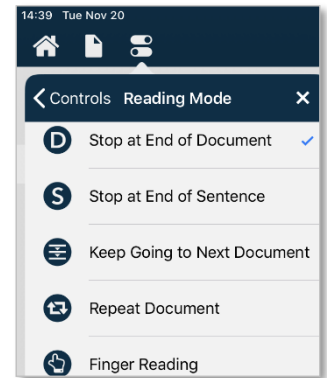 14:39 Tue Nov 20
Controls Reading Mode
D Stop at End of Document
S Stop at End of Sentence
Keep Going to Next Document
Repeat Document
Finger Reading